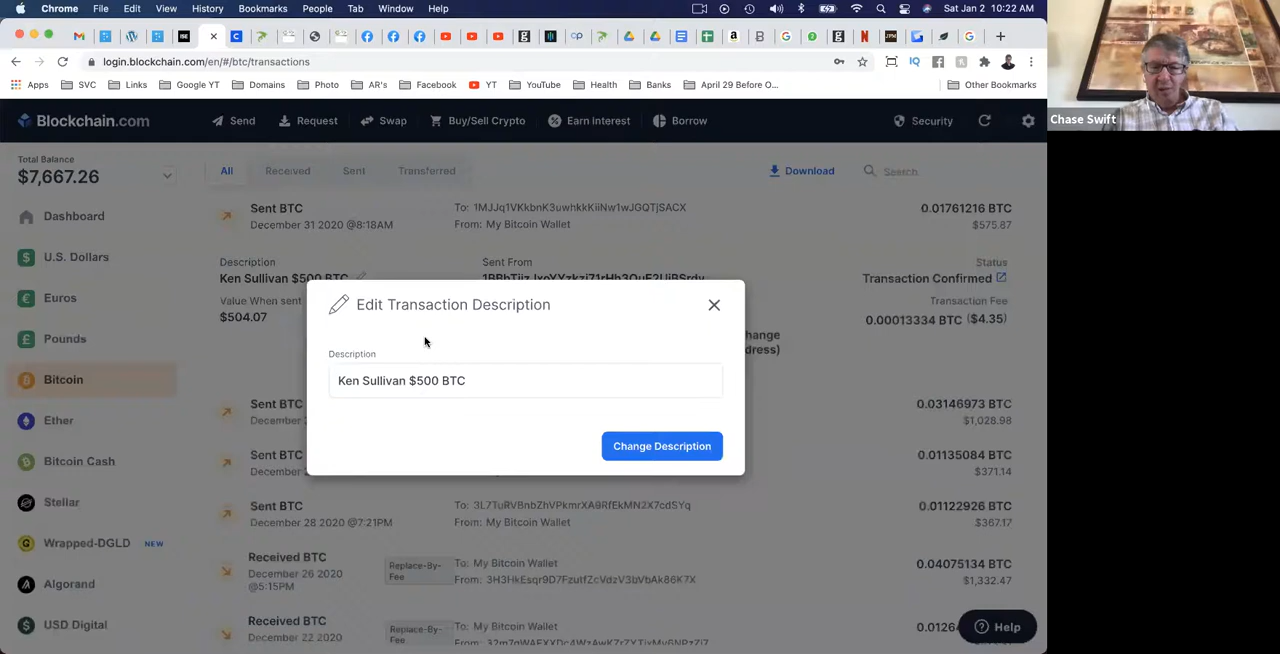 Chrome File Edit View History Bookmarks People Tab Window Help Sat Jan 2 10:22 AM
login.blockchain.com/en/#/btc/transactions
Apps SVC Links Google YT Domains Photo AR's Facebook YT YouTube Health Banks April 29 Before O... Other Bookmarks
Blockchain.com Send Request Swap Buy/Sell Crypto Earn Interest Borrow Security
Chase Swift
Total Balance
$7,667.26
All Received Sent Transferred Download Search
Dashboard
U.S. Dollars
Euros
Pounds
Bitcoin
Ether
Bitcoin Cash
Stellar
Wrapped-DGLD NEW
Algorand
USD Digital
Sent BTC To: 1MJJq1VKkbnK3uwhkKiiNw1wJGQTjSACX 0.01761216 BTC
December 31 2020 @8:18AM From: My Bitcoin Wallet $575.87
Description Sent From Status
Ken Sullivan $500 BTC Transaction Confirmed
Value When sent Transaction Fee
$504.07 0.00013334 BTC ($4.35)
Edit Transaction Description
Description
Ken Sullivan $500 BTC
Change Description
Sent BTC 0.03146973 BTC
$1,028.98
Sent BTC 0.01135084 BTC
$371.14
Sent BTC To: 3L7TuRVBnbZhVPkmrXA9RfEkMN2X7cdSYq 0.01122926 BTC
December 28 2020 @7:21PM From: My Bitcoin Wallet $367.17
Received BTC Replace-By-Fee To: My Bitcoin Wallet 0.04075134 BTC
December 26 2020 @5:15PM From: 3H3HkEsqr9D7FzutfZcVdzV3bVbAk86K7X $1,332.47
Received BTC Replace-By-Fee To: My Bitcoin Wallet
December 22 2020
Help